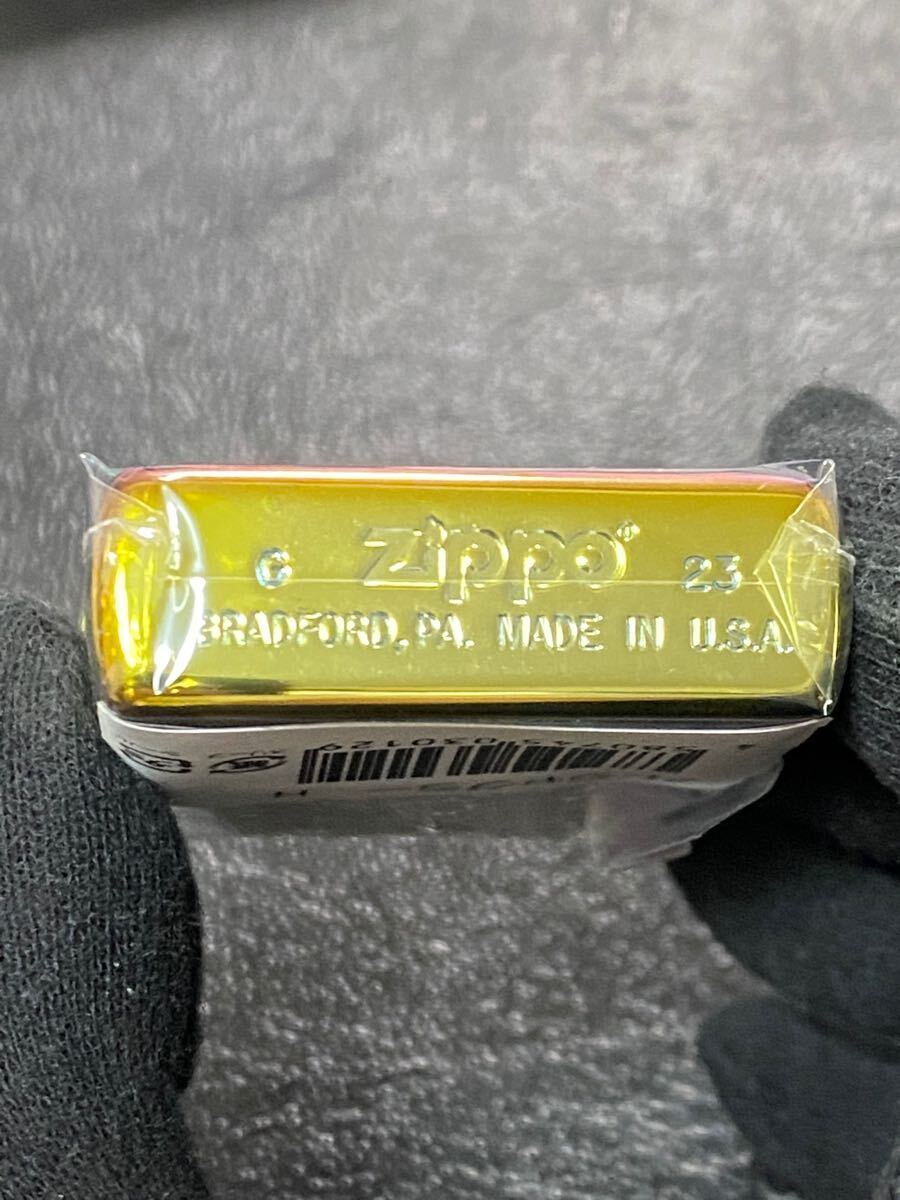 C Zippo® 23
BRADFORD, PA. MADE IN U.S.A.